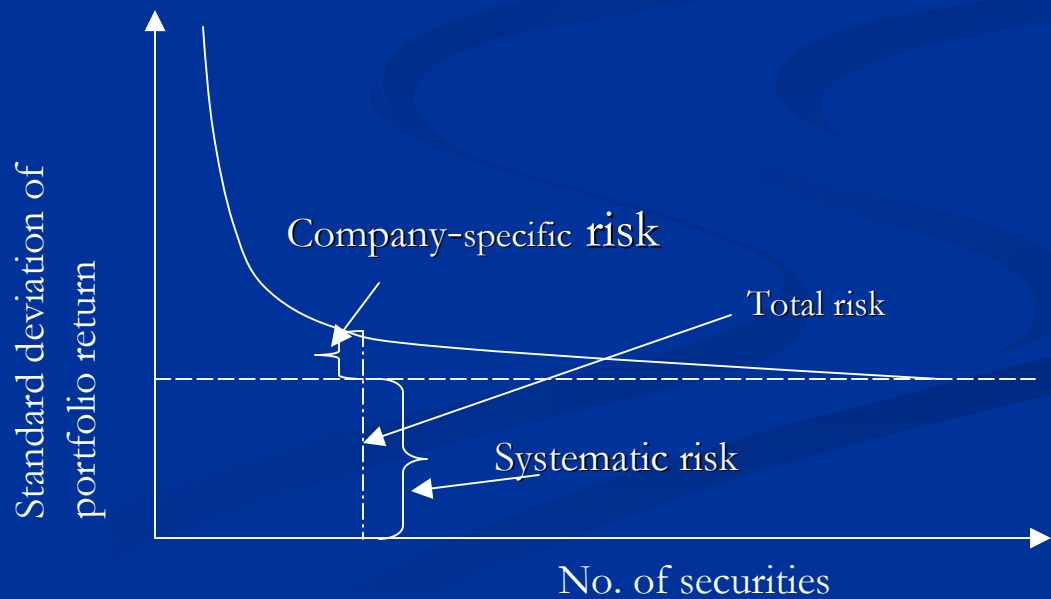 Standard deviation of
portfolio return
Company-specific risk
Total risk
Systematic risk
No. of securities